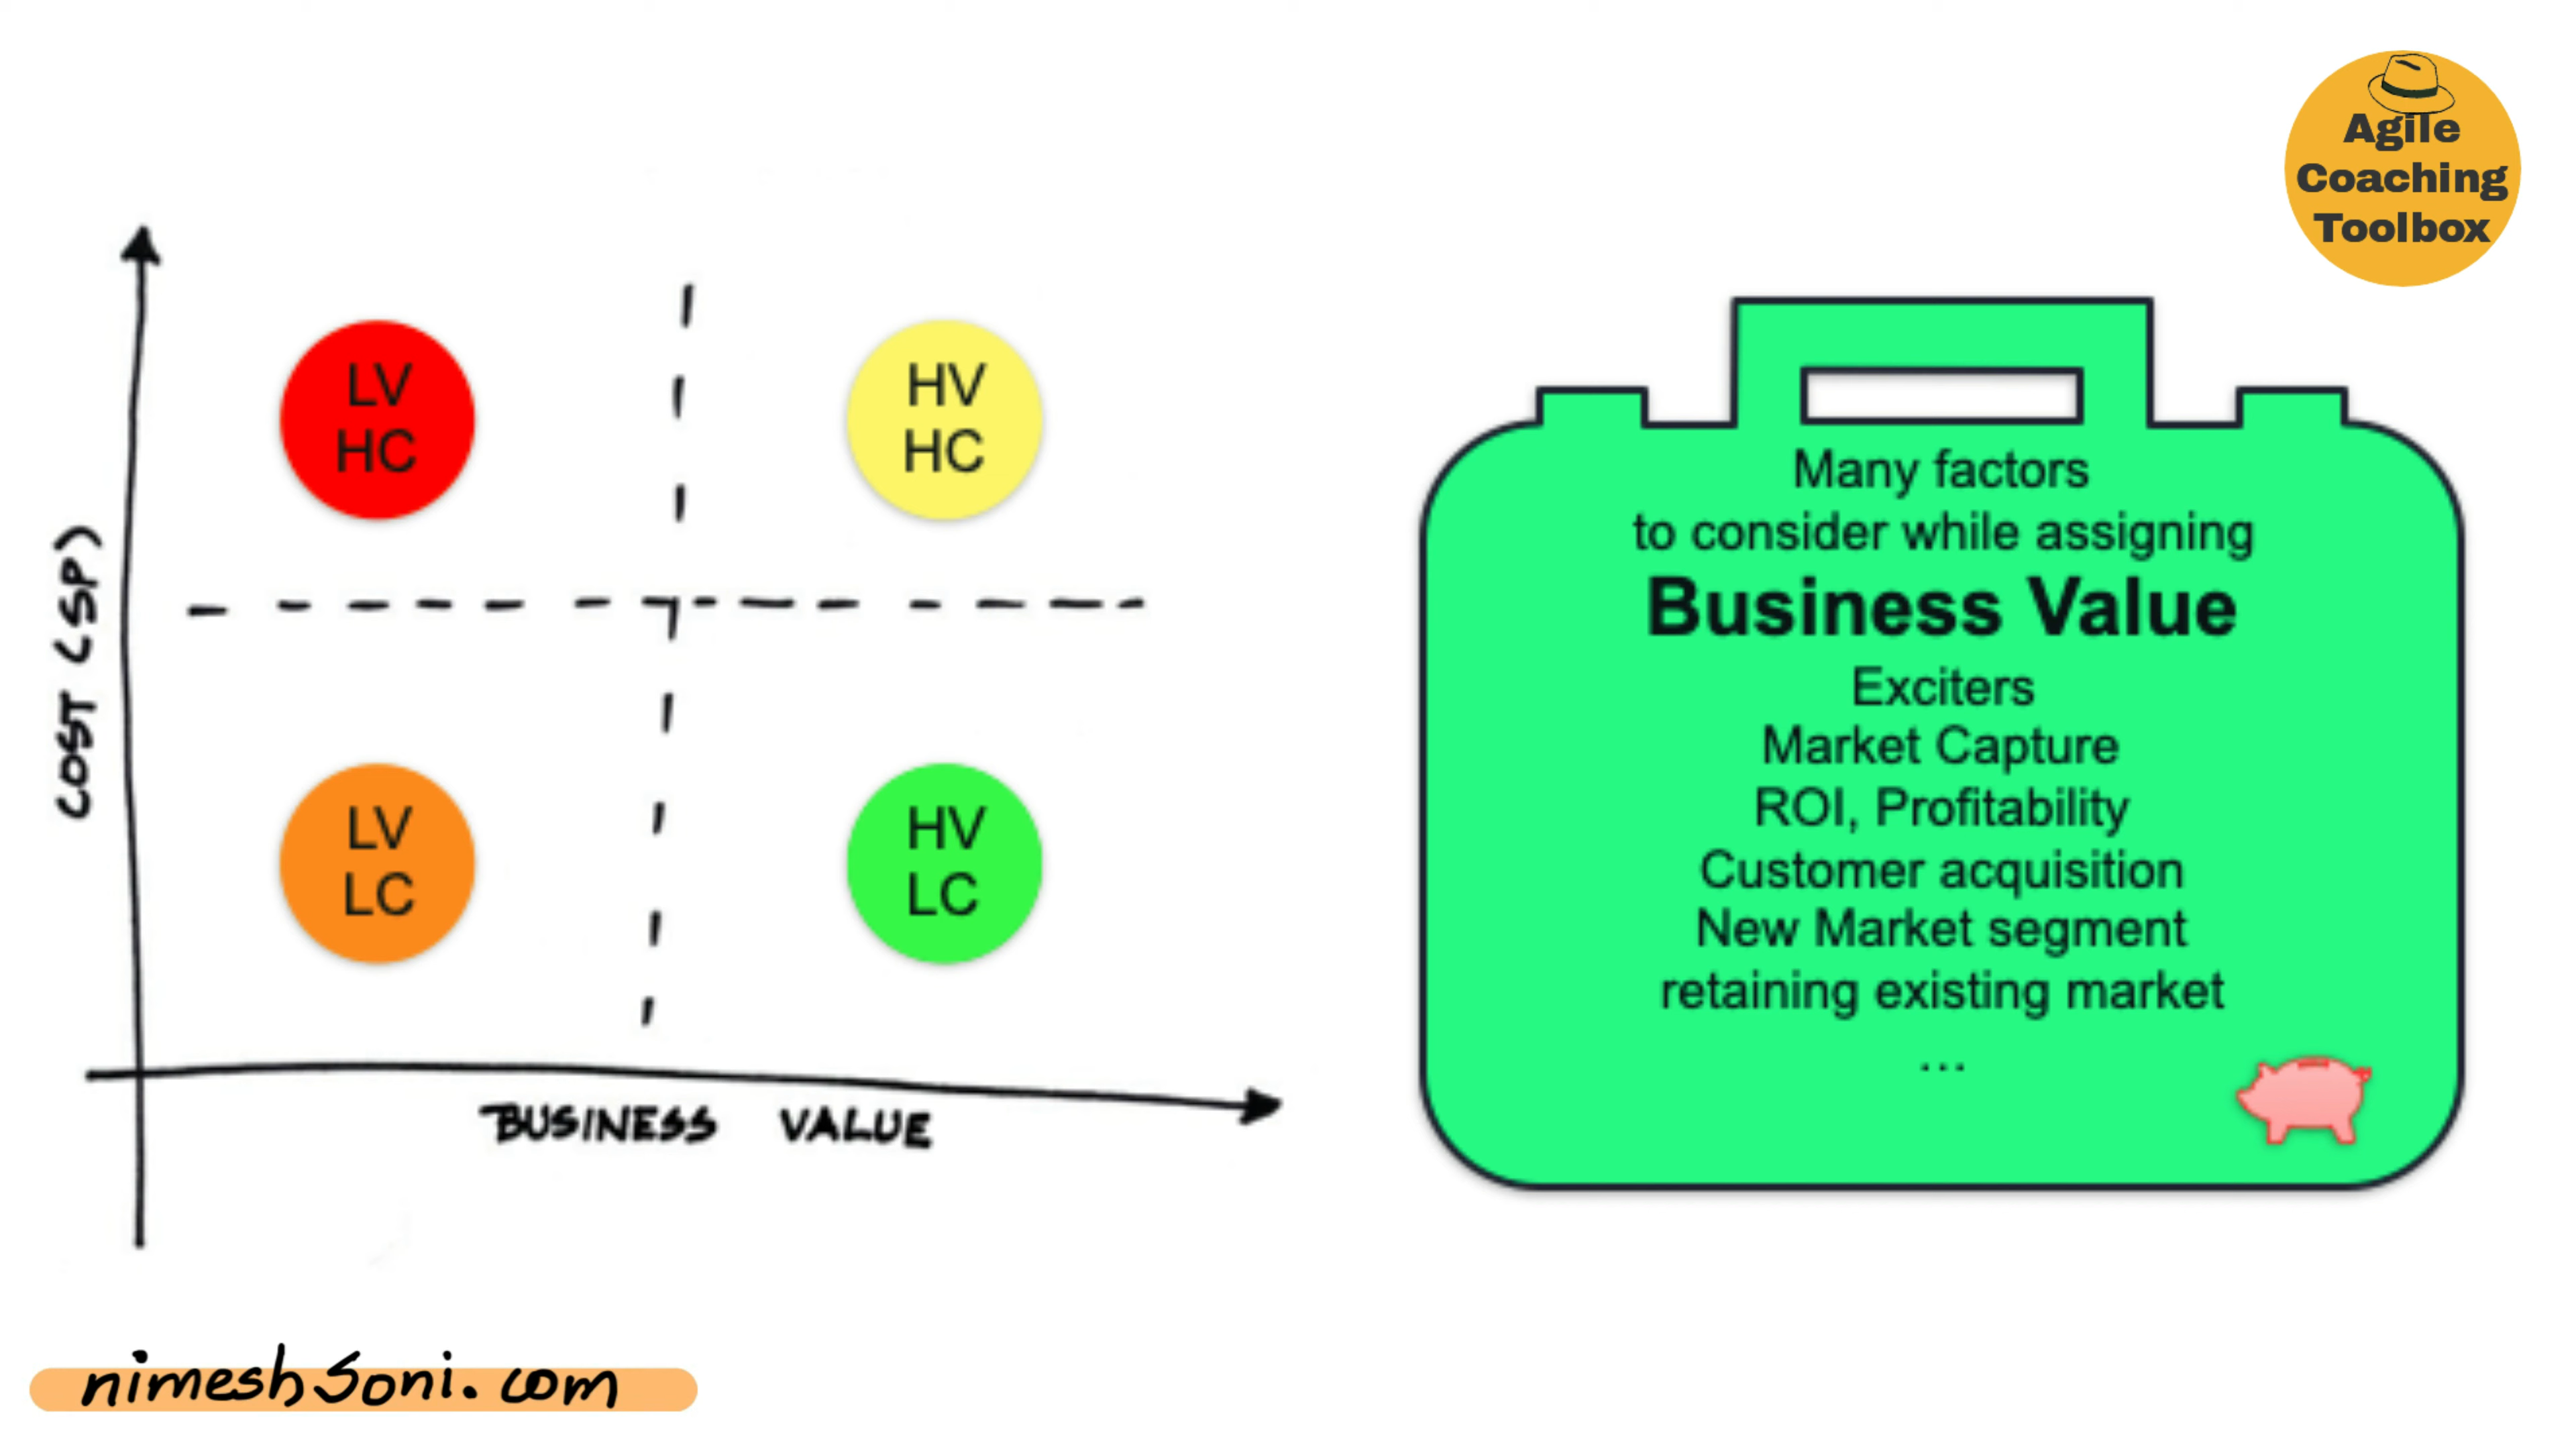 Agile
Coaching
Toolbox
COST (SP)
LV
HC
HV
HC
LV
LC
HV
LC
BUSINESS VALUE
Many factors
to consider while assigning
Business Value
Exciters
Market Capture
ROI, Profitability
Customer acquisition
New Market segment
retaining existing market
...
nimeshSoni.com